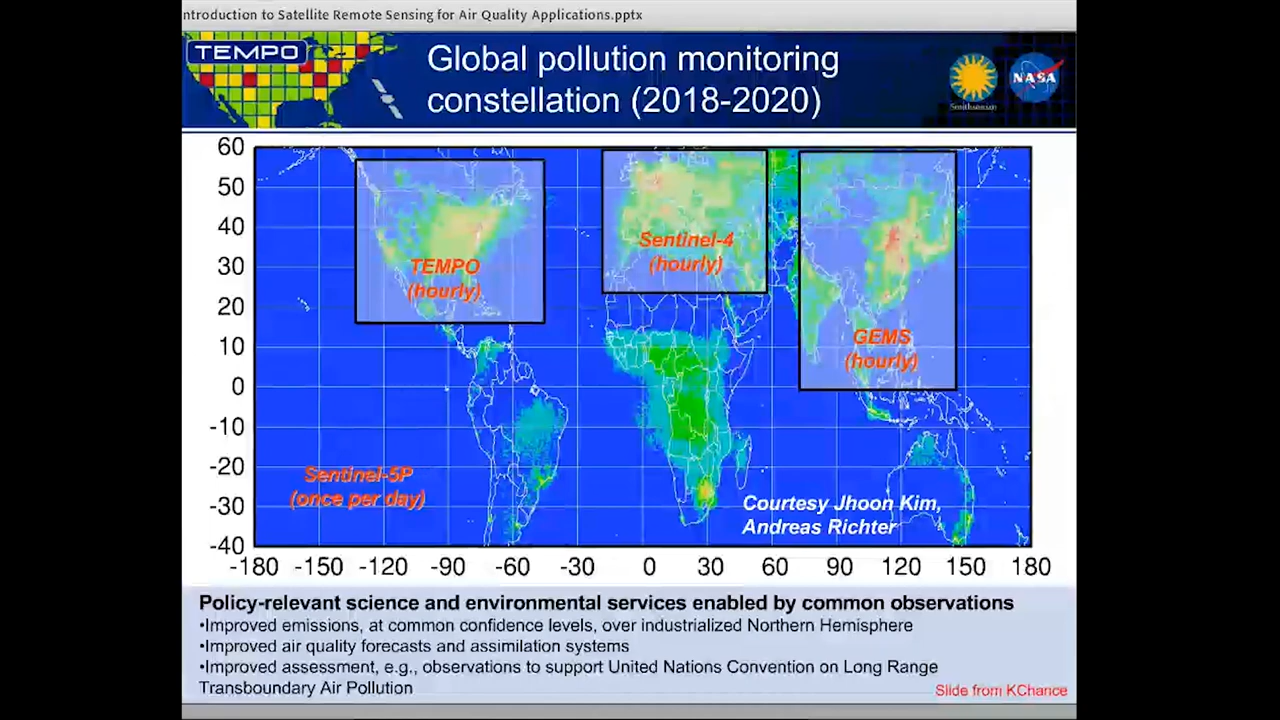 ntroduction to Satellite Remote Sensing for Air Quality Applications.pptx
TEMPO
Global pollution monitoring
constellation (2018-2020)
Smithsonian
NASA
60
50
40
30
20
10
0
-10
-20
-30
-40
TEMPO
(hourly)
Sentinel-4
(hourly)
GEMS
(hourly)
Sentinel-5P
(once per day)
Courtesy Jhoon Kim,
Andreas Richter
-180 -150 -120 -90 -60 -30 0 30 60 90 120 150 180
Policy-relevant science and environmental services enabled by common observations
•Improved emissions, at common confidence levels, over industrialized Northern Hemisphere
•Improved air quality forecasts and assimilation systems
•Improved assessment, e.g., observations to support United Nations Convention on Long Range
Transboundary Air Pollution
Slide from KChance